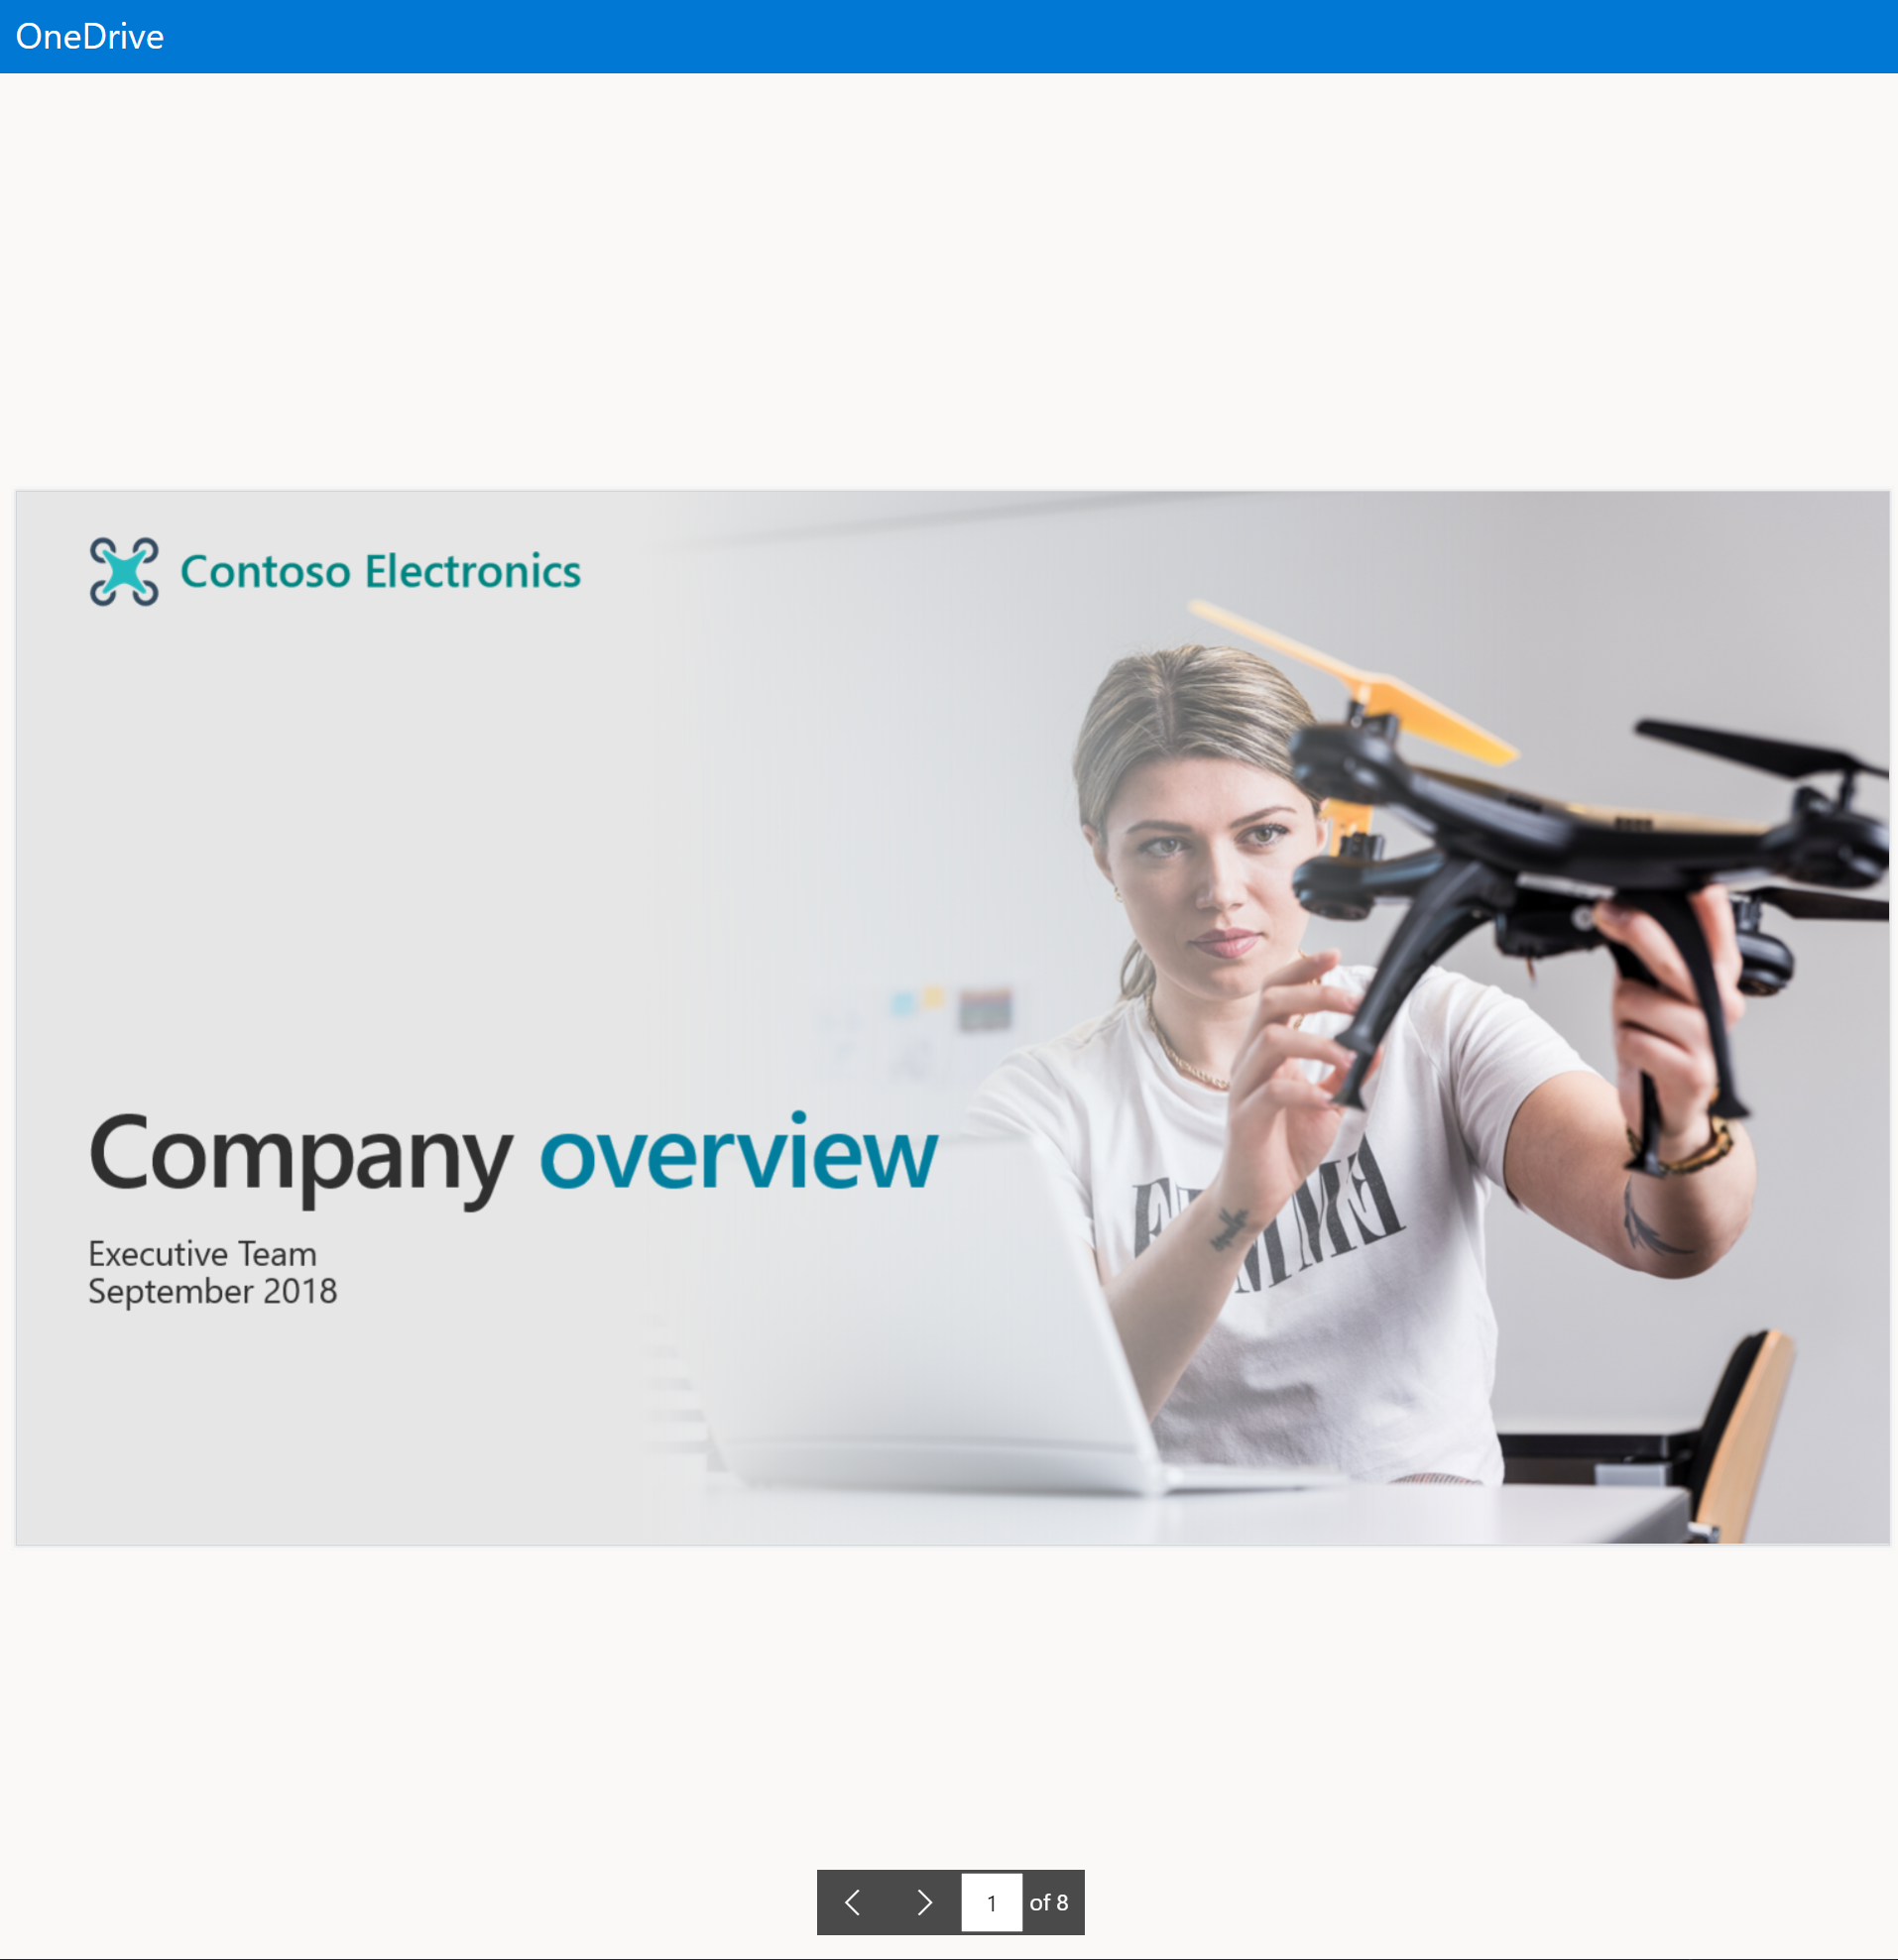 OneDrive
Contoso Electronics
Company overview
Executive Team
September 2018
1 of 8